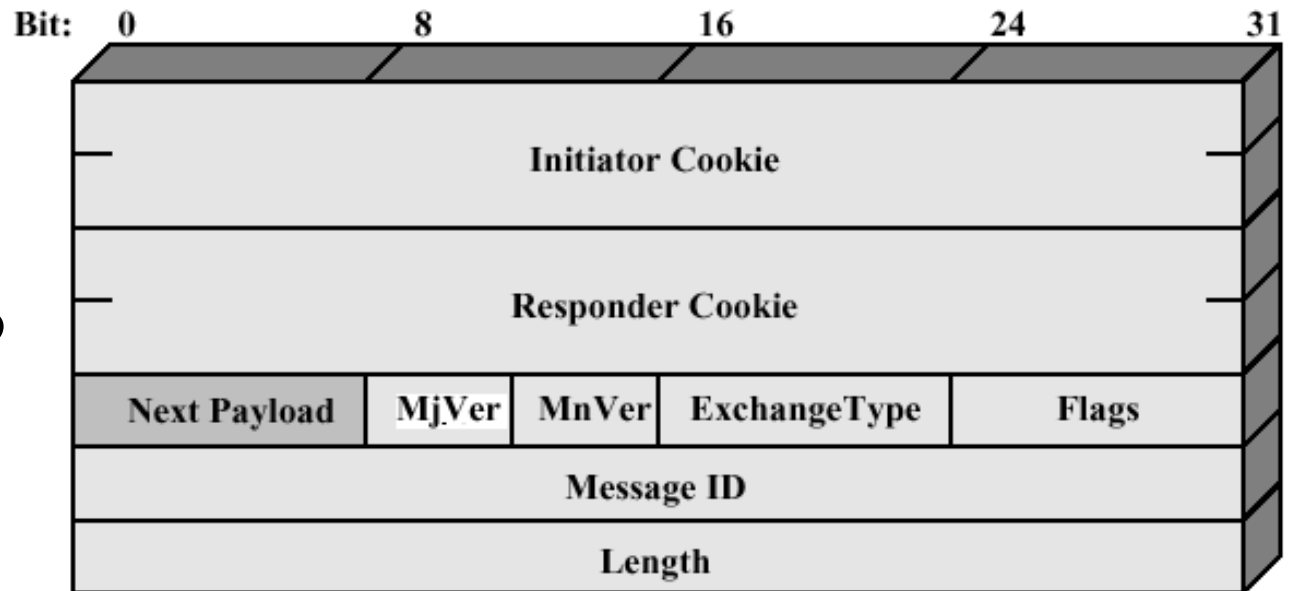 Bit: 0 8 16 24 31
Initiator Cookie
Responder Cookie
Next Payload MjVer MnVer ExchangeType Flags
Message ID
Length